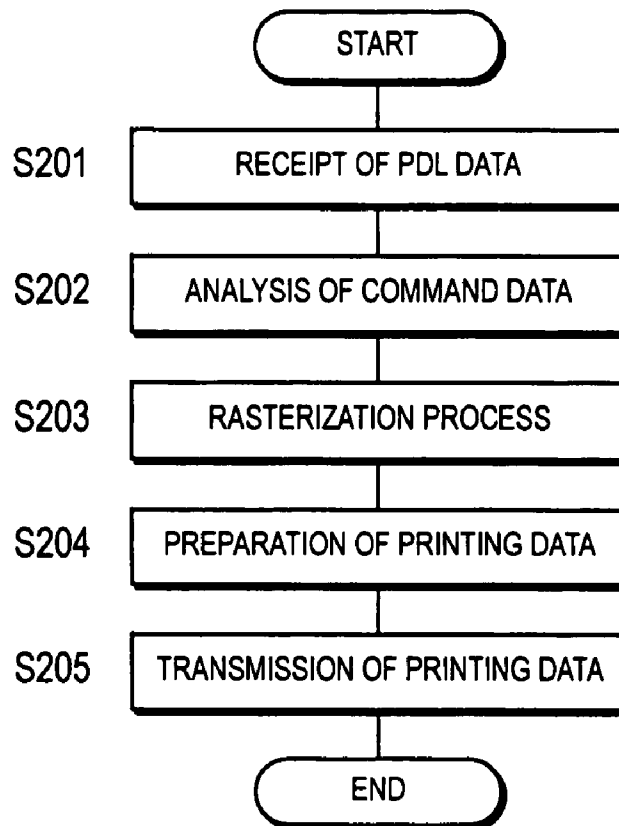 START
S201 RECEIPT OF PDL DATA
S202 ANALYSIS OF COMMAND DATA
S203 RASTERIZATION PROCESS
S204 PREPARATION OF PRINTING DATA
S205 TRANSMISSION OF PRINTING DATA
END